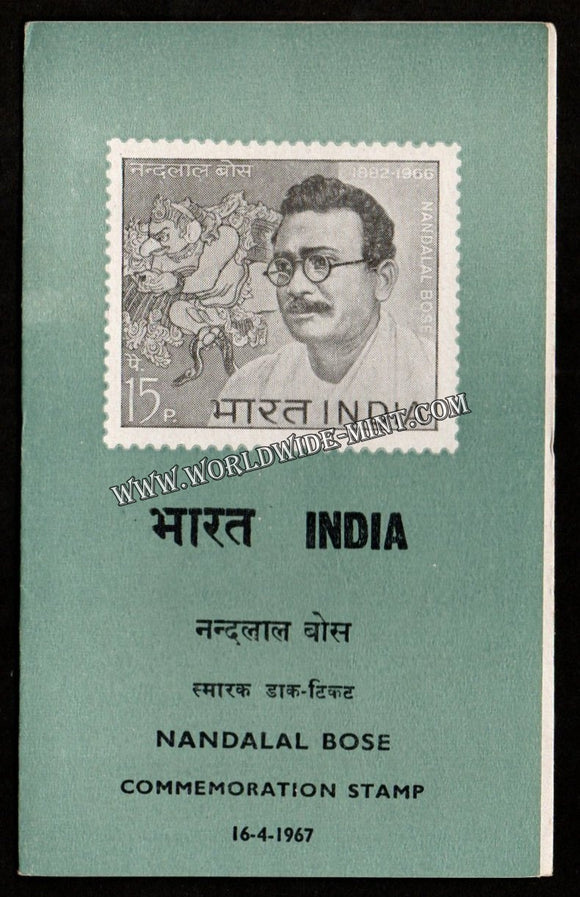 नन्दलाल बोस 1882-1966
NANDALAL BOSE
पै.
15 P.
भारत INDIA
WWW.WORLDWIDE-MINT.COM
भारत INDIA
नन्दलाल बोस
स्मारक डाक-टिकट
NANDALAL BOSE
COMMEMORATION STAMP
16-4-1967